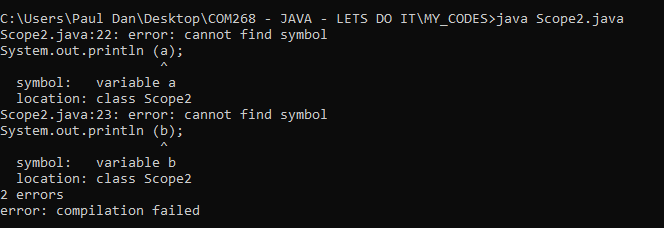 C:\Users\Paul Dan\Desktop\COM268 - JAVA - LETS DO IT\MY_CODES>java Scope2.java
Scope2.java:22: error: cannot find symbol
System.out.println (a);
                    ^
  symbol:   variable a
  location: class Scope2
Scope2.java:23: error: cannot find symbol
System.out.println (b);
                    ^
  symbol:   variable b
  location: class Scope2
2 errors
error: compilation failed